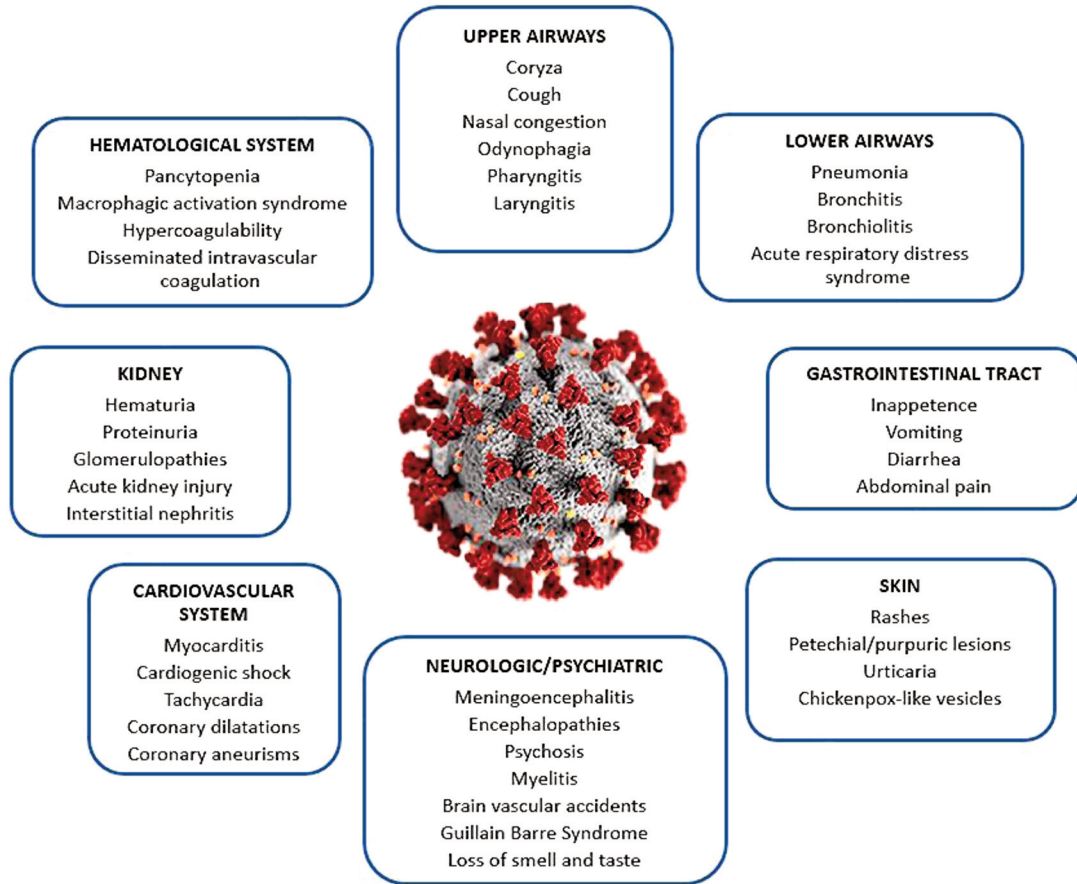 UPPER AIRWAYS
Coryza
Cough
Nasal congestion
Odynophagia
Pharyngitis
Laryngitis
HEMATOLOGICAL SYSTEM
Pancytopenia
Macrophagic activation syndrome
Hypercoagulability
Disseminated intravascular
coagulation
LOWER AIRWAYS
Pneumonia
Bronchitis
Bronchiolitis
Acute respiratory distress
syndrome
KIDNEY
Hematuria
Proteinuria
Glomerulopathies
Acute kidney injury
Interstitial nephritis
GASTROINTESTINAL TRACT
Inappetence
Vomiting
Diarrhea
Abdominal pain
CARDIOVASCULAR
SYSTEM
Myocarditis
Cardiogenic shock
Tachycardia
Coronary dilatations
Coronary aneurisms
NEUROLOGIC/PSYCHIATRIC
Meningoencephalitis
Encephalopathies
Psychosis
Myelitis
Brain vascular accidents
Guillain Barre Syndrome
Loss of smell and taste
SKIN
Rashes
Petechial/purpuric lesions
Urticaria
Chickenpox-like vesicles